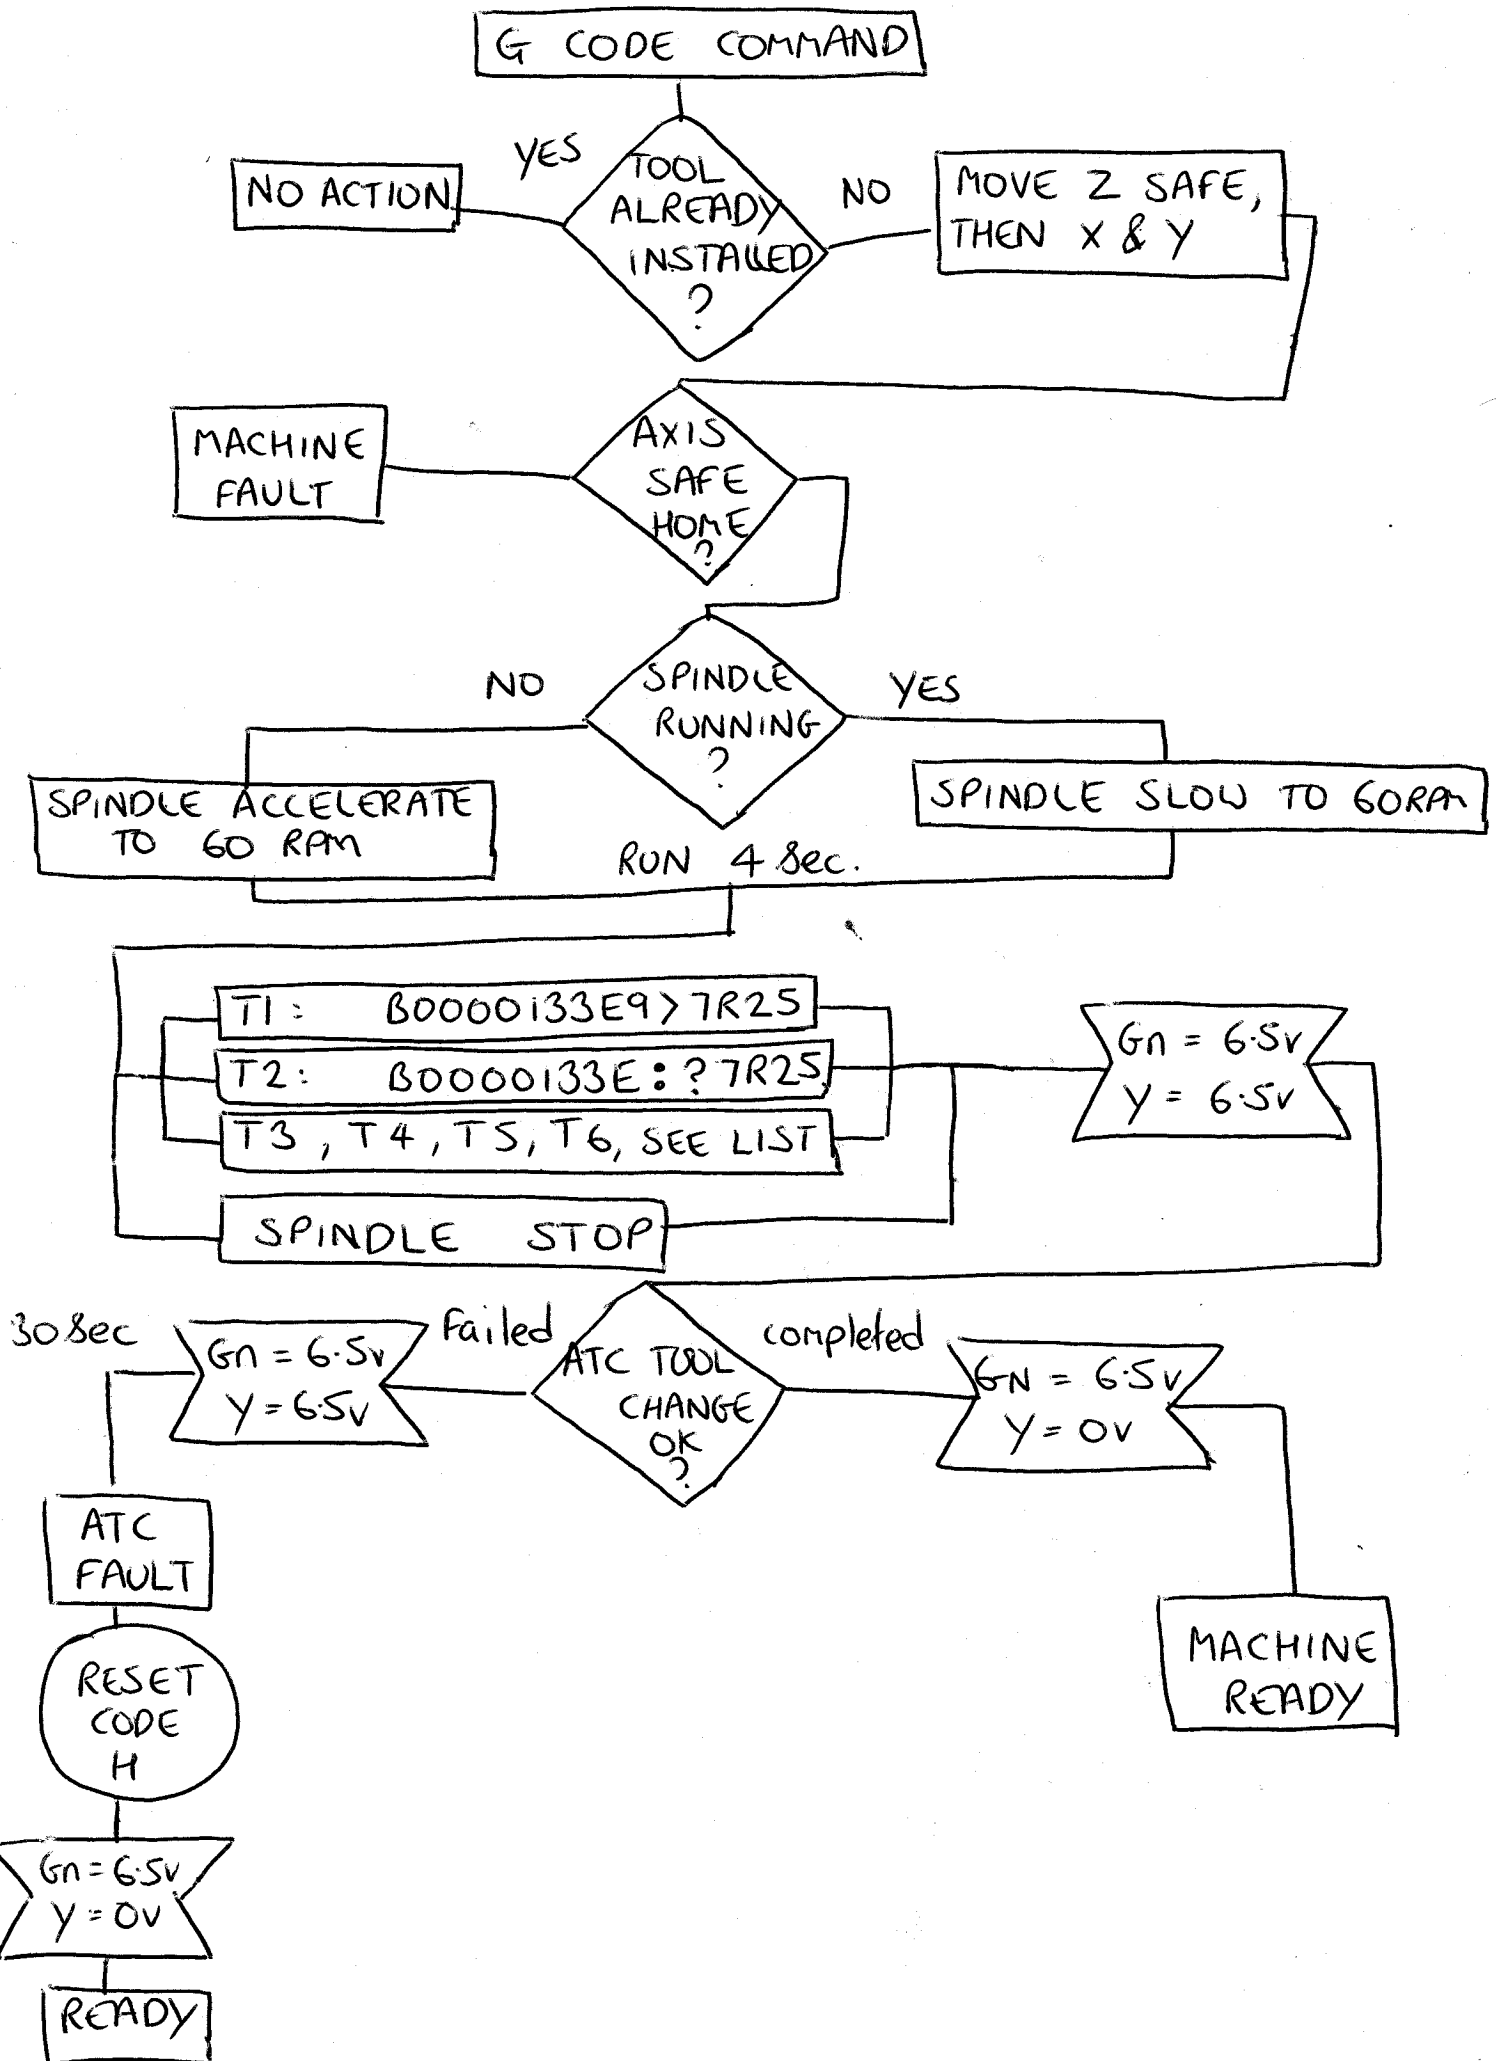 G CODE COMMAND
YES
TOOL
ALREADY
INSTALLED
?
NO ACTION
NO
MOVE Z SAFE,
THEN X & Y
AXIS
SAFE
HOME
?
MACHINE
FAULT
NO
SPINDLE
RUNNING
?
YES
SPINDLE ACCELERATE
TO 60 RPM
SPINDLE SLOW TO 60RPM
RUN 4 Sec.
T1: B0000133E9>7R25
T2: B0000133E:?7R25
T3, T4, T5, T6, SEE LIST
SPINDLE STOP
Gn = 6.5v
Y = 6.5v
30 Sec
Gn = 6.5v
Y = 6.5v
Failed
ATC TOOL
CHANGE
OK
?
completed
GN = 6.5v
Y = 0v
ATC
FAULT
RESET
CODE
H
Gn = 6.5v
Y = 0v
READY
MACHINE
READY